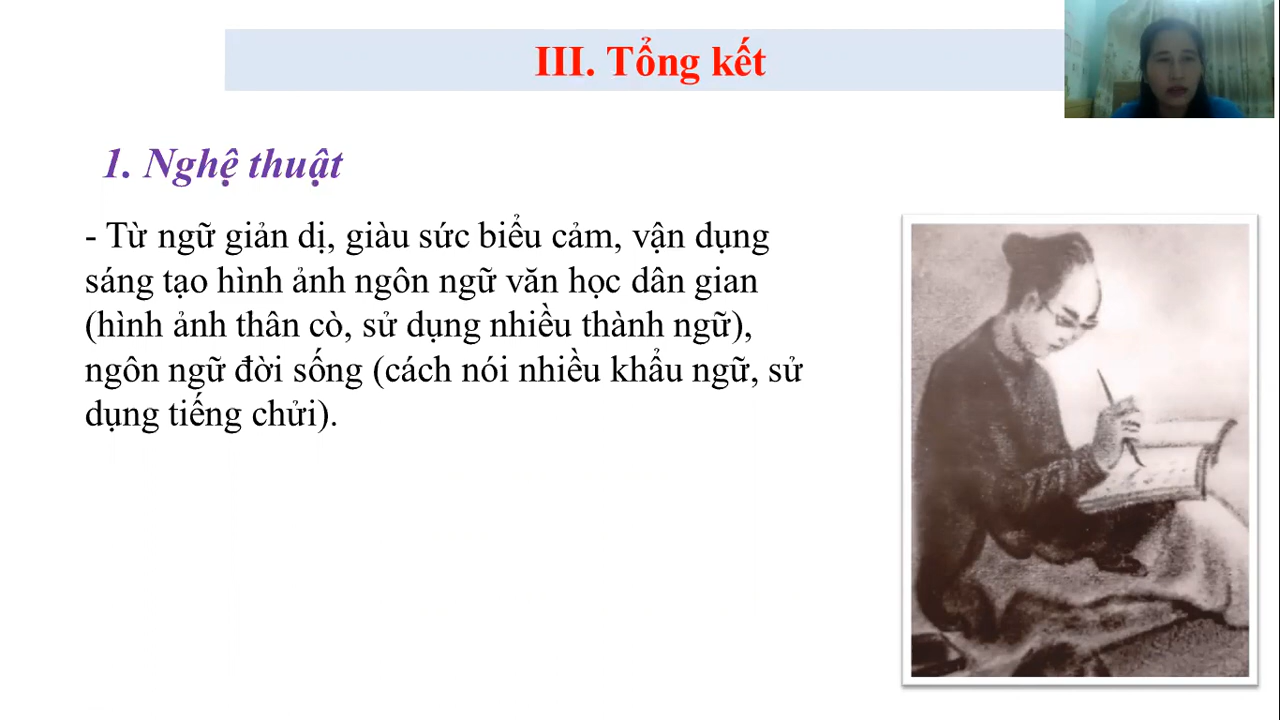 III. Tổng kết
1. Nghệ thuật
- Từ ngữ giản dị, giàu sức biểu cảm, vận dụng
sáng tạo hình ảnh ngôn ngữ văn học dân gian
(hình ảnh thân cò, sử dụng nhiều thành ngữ),
ngôn ngữ đời sống (cách nói nhiều khẩu ngữ, sử
dụng tiếng chửi).